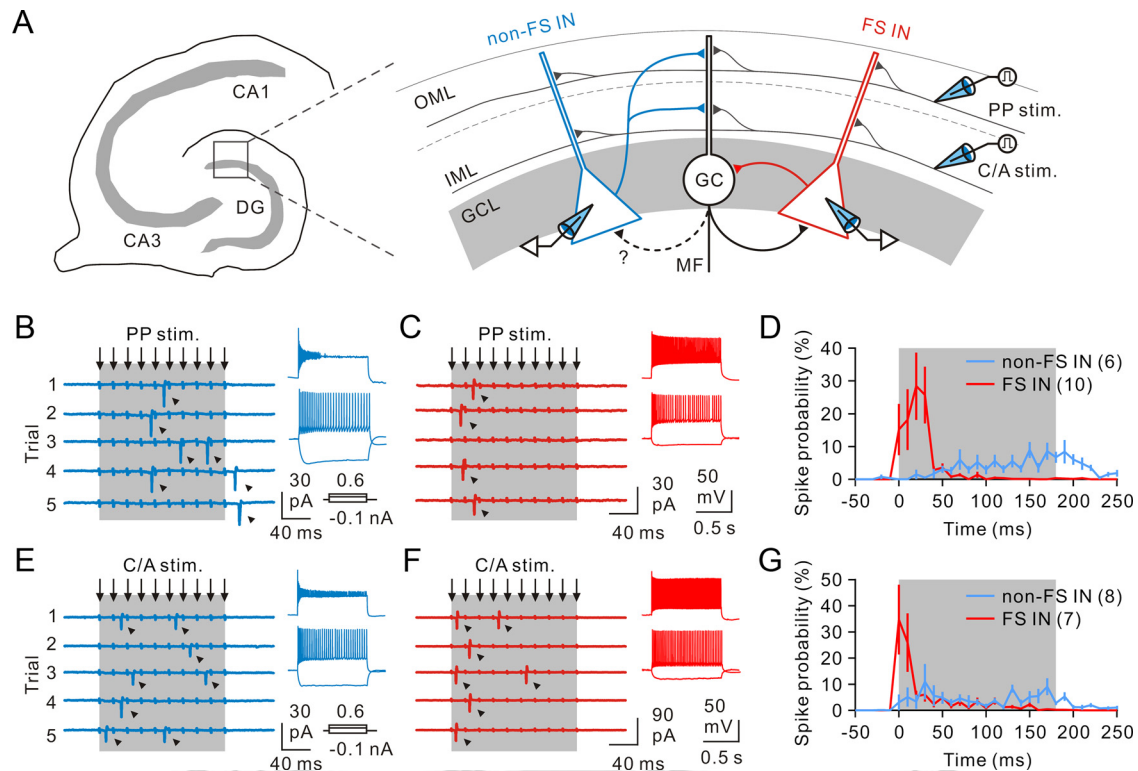 A
CA1
DG
CA3
non-FS IN
FS IN
OML
IML
GCL
GC
MF
?
PP stim.
C/A stim.
B
PP stim.
Trial
1
2
3
4
5
30
pA
40 ms
0.6
-0.1 nA
C
PP stim.
30
pA
40 ms
50
mV
0.5 s
D
Spike probability (%)
40
30
20
10
0
non-FS IN (6)
FS IN (10)
-50 0 50 100 150 200 250
Time (ms)
E
C/A stim.
Trial
1
2
3
4
5
30
pA
40 ms
0.6
-0.1 nA
F
C/A stim.
90
pA
40 ms
50
mV
0.5 s
G
Spike probability (%)
50
40
30
20
10
0
non-FS IN (8)
FS IN (7)
-50 0 50 100 150 200 250
Time (ms)